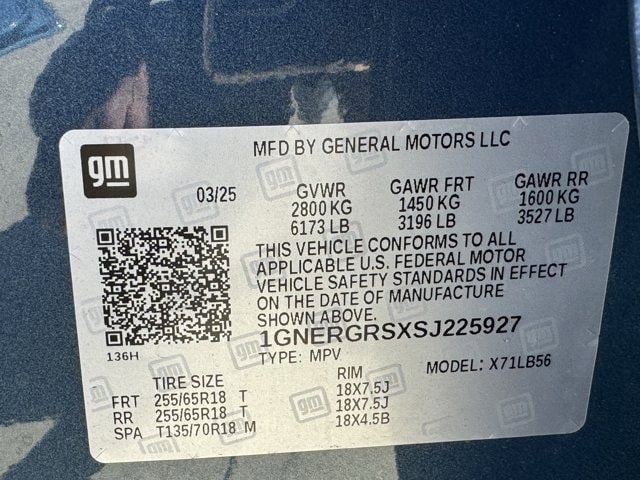 gm
MFD BY GENERAL MOTORS LLC
03/25 GVWR GAWR FRT GAWR RR
2800 KG 1450 KG 1600 KG
6173 LB 3196 LB 3527 LB
THIS VEHICLE CONFORMS TO ALL
APPLICABLE U.S. FEDERAL MOTOR
VEHICLE SAFETY STANDARDS IN EFFECT
ON THE DATE OF MANUFACTURE
SHOWN ABOVE.
136H
1GNERGRSXSJ225927
TYPE: MPV MODEL: X71LB56
TIRE SIZE RIM
FRT 255/65R18 T 18X7.5J
RR 255/65R18 T 18X7.5J
SPA T135/70R18 M 18X4.5B